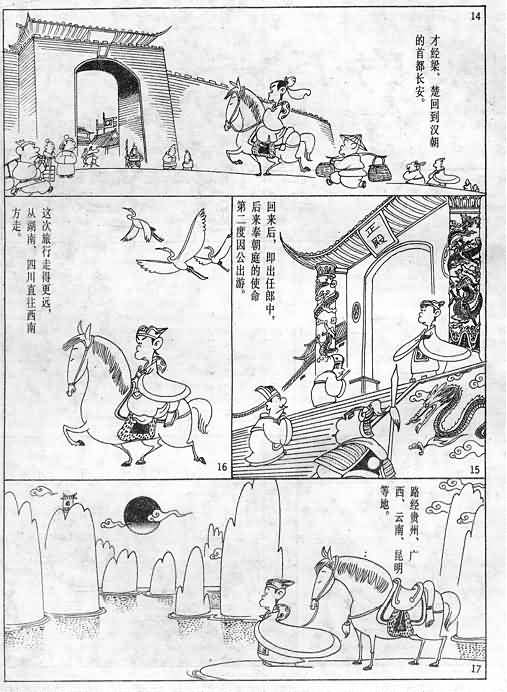 14
才经梁、楚回到汉朝
的首都长安。
回来后，即出任郎中，
后来奉朝庭的使命
第二度因公出游。
正殿
15
这次旅行走得更远，
从湖南、四川直往西南
方走。
16
路经贵州、广
西、云南、昆明
等地。
17